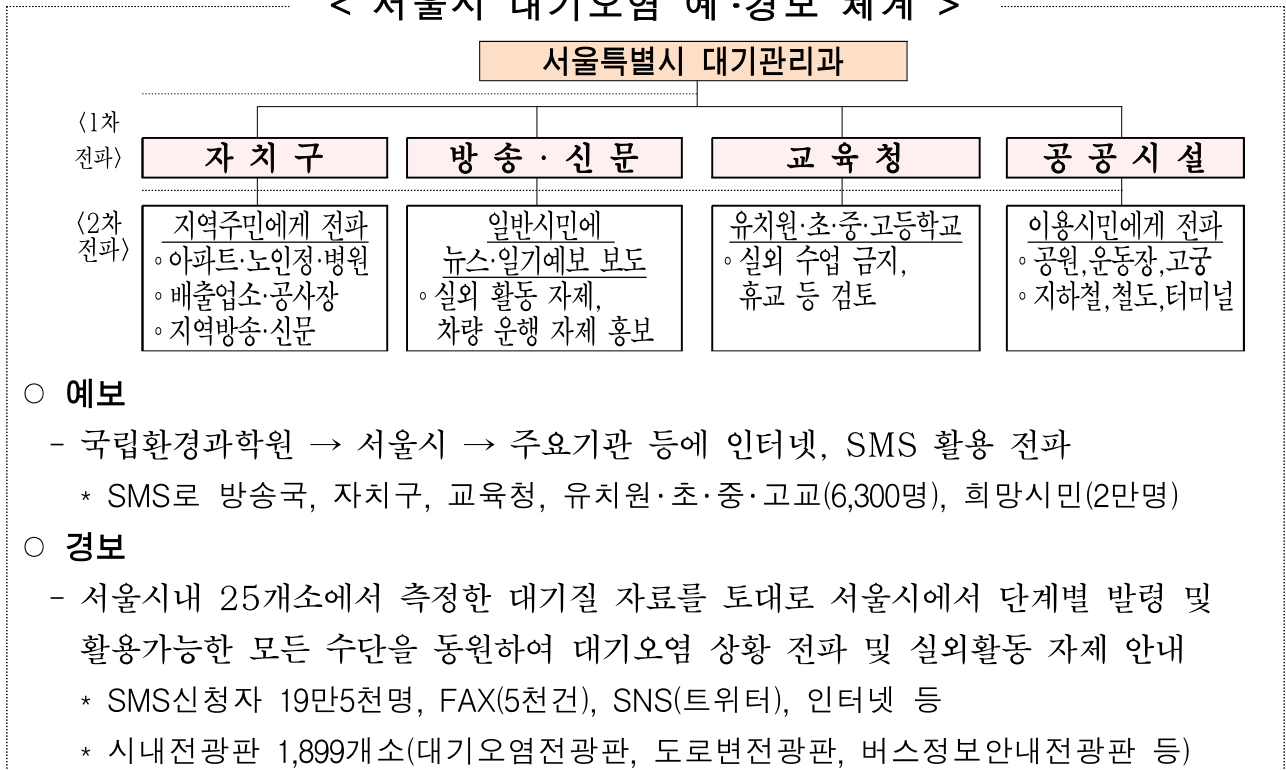 < 서울시 대기오염 예·경보 체계 >
서울특별시 대기관리과
〈1차
전파〉
자 치 구
방 송 · 신 문
교 육 청
공 공 시 설
〈2차
전파〉
지역주민에게 전파
◦아파트·노인정·병원
◦배출업소·공사장
◦지역방송·신문
일반시민에
뉴스·일기예보 보도
◦실외 활동 자제,
차량 운행 자제 홍보
유치원·초·중·고등학교
◦실외 수업 금지,
휴교 등 검토
이용시민에게 전파
◦공원,운동장,고궁
◦지하철,철도,터미널
○ 예보
- 국립환경과학원 → 서울시 → 주요기관 등에 인터넷, SMS 활용 전파
* SMS로 방송국, 자치구, 교육청, 유치원·초·중·고교(6,300명), 희망시민(2만명)
○ 경보
- 서울시내 25개소에서 측정한 대기질 자료를 토대로 서울시에서 단계별 발령 및
활용가능한 모든 수단을 동원하여 대기오염 상황 전파 및 실외활동 자제 안내
* SMS신청자 19만5천명, FAX(5천건), SNS(트위터), 인터넷 등
* 시내전광판 1,899개소(대기오염전광판, 도로변전광판, 버스정보안내전광판 등)